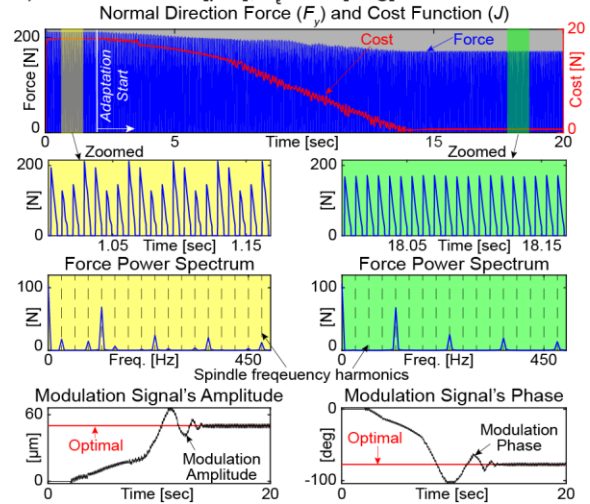 Normal Direction Force (Fy) and Cost Function (J)
200
Force [N]
0
Adaptation Start
Cost
Force
20
Cost [N]
0
5
Time [sec]
15
20
Zoomed
Zoomed
200
[N]
0
1.05
Time [sec]
1.15
200
[N]
0
18.05
Time [sec]
18.15
Force Power Spectrum
Force Power Spectrum
100
[N]
0
0
Freq. [Hz]
450
100
[N]
0
0
Freq. [Hz]
450
Spindle freqeuency harmonics
Modulation Signal's Amplitude
Modulation Signal's Phase
60
[µm]
0
Optimal
Modulation
Amplitude
0
Time [sec]
20
0
[deg]
-100
Optimal
Modulation
Phase
0
Time [sec]
20